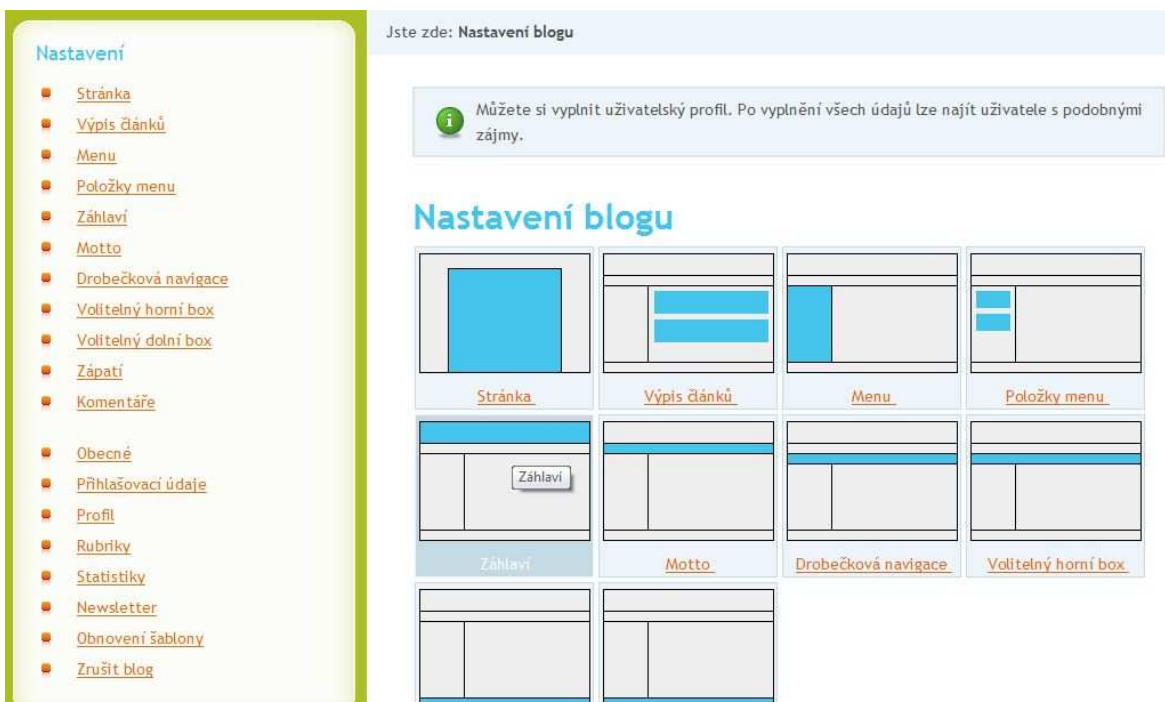 Nastavení
Stránka
Výpis článků
Menu
Položky menu
Záhlaví
Motto
Drobečková navigace
Volitelný horní box
Volitelný dolní box
Zápatí
Komentáře
Obecné
Přihlašovací údaje
Profil
Rubriky
Statistiky
Newsletter
Obnovení šablony
Zrušit blog
Jste zde: Nastavení blogu
Můžete si vyplnit uživatelský profil. Po vyplnění všech údajů lze najít uživatele s podobnými
zájmy.
Nastavení blogu
Stránka
Výpis článků
Menu
Položky menu
Záhlaví
Záhlaví
Motto
Drobečková navigace
Volitelný horní box